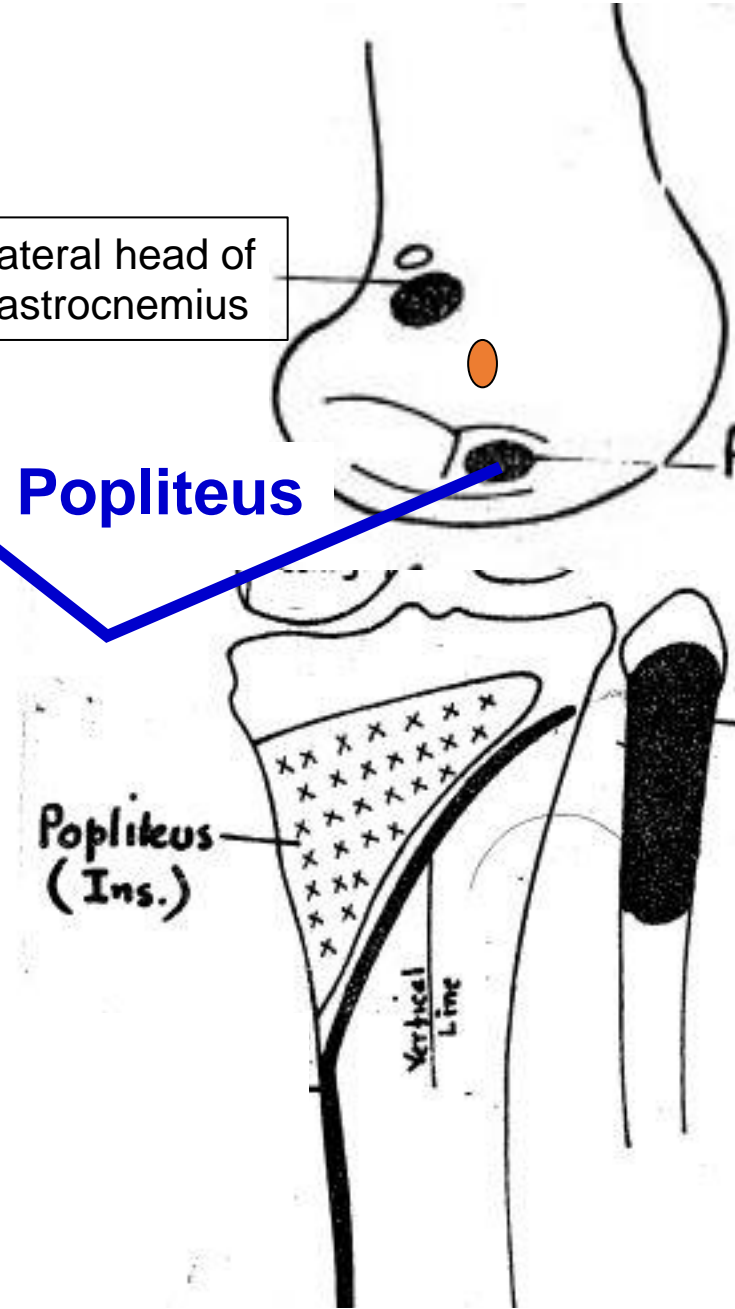 ateral head of
astrocnemius
Popliteus
Popliteus
(Ins.)
Vertical
Line